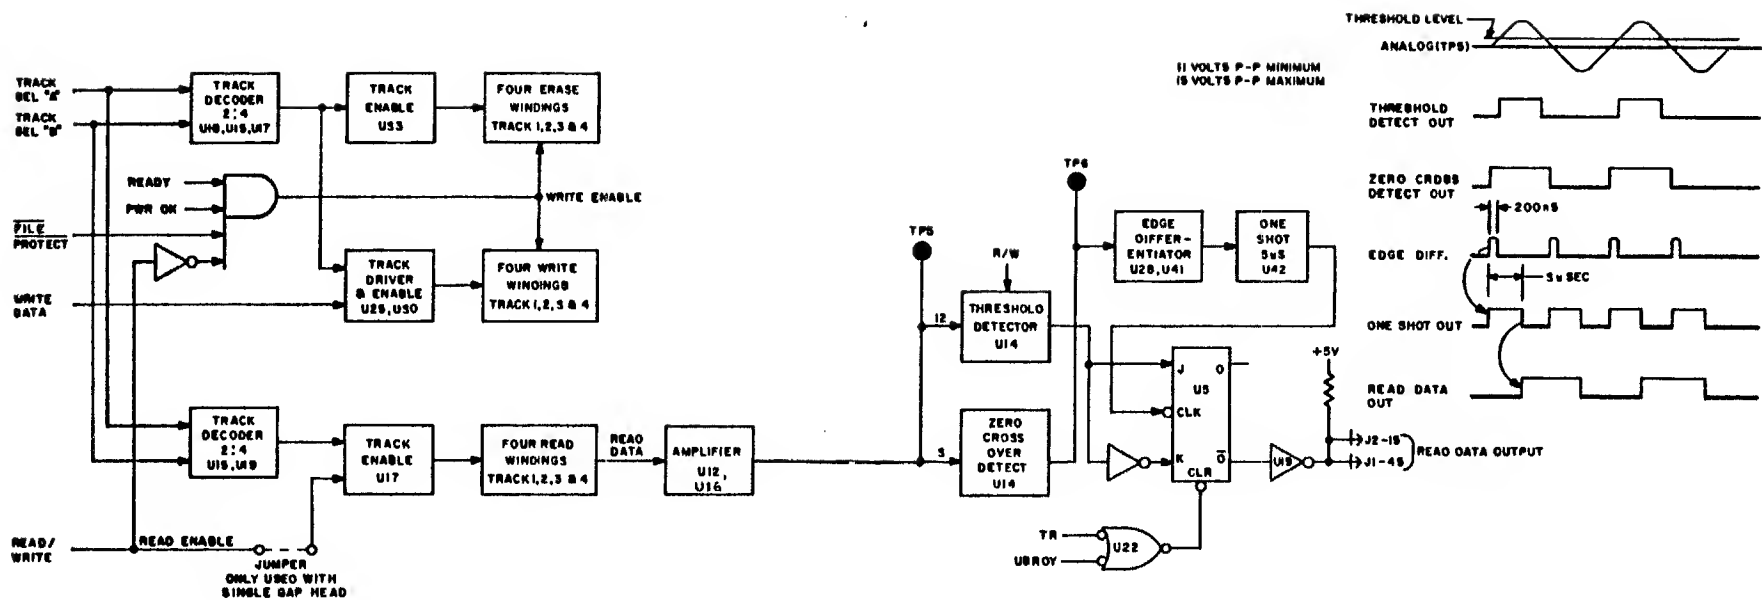 TRACK
SEL "A"
TRACK
SEL "B"
TRACK
DECODER
2:4
U18,U15,U17
TRACK
ENABLE
U33
FOUR ERASE
WINDINGS
TRACK 1,2,3 & 4
READY
PWR OK
FILE
PROTECT
WRITE ENABLE
WRITE
DATA
TRACK
DRIVER
& ENABLE
U25, U30
FOUR WRITE
WINDINGS
TRACK 1,2,3 & 4
TRACK
DECODER
2:4
U15,U19
TRACK
ENABLE
U17
FOUR READ
WINDINGS
TRACK 1,2,3 & 4
READ
DATA
AMPLIFIER
U12,
U16
READ/
WRITE
READ ENABLE
JUMPER
ONLY USED WITH
SINGLE GAP HEAD
TP5
12
R/W
THRESHOLD
DETECTOR
U14
3
ZERO
CROSS
OVER
DETECT
U14
TP6
EDGE
DIFFER-
ENTIATOR
U28, U41
ONE
SHOT
5uS
U42
J
Q
U5
CLK
K
Q
CLR
TR
UBRDY
U22
U19
+5V
J2-15
J1-45
READ DATA OUTPUT
11 VOLTS P-P MINIMUM
15 VOLTS P-P MAXIMUM
THRESHOLD LEVEL
ANALOG(TP5)
THRESHOLD
DETECT OUT
ZERO CROSS
DETECT OUT
200nS
EDGE DIFF.
5u SEC
ONE SHOT OUT
READ DATA
OUT